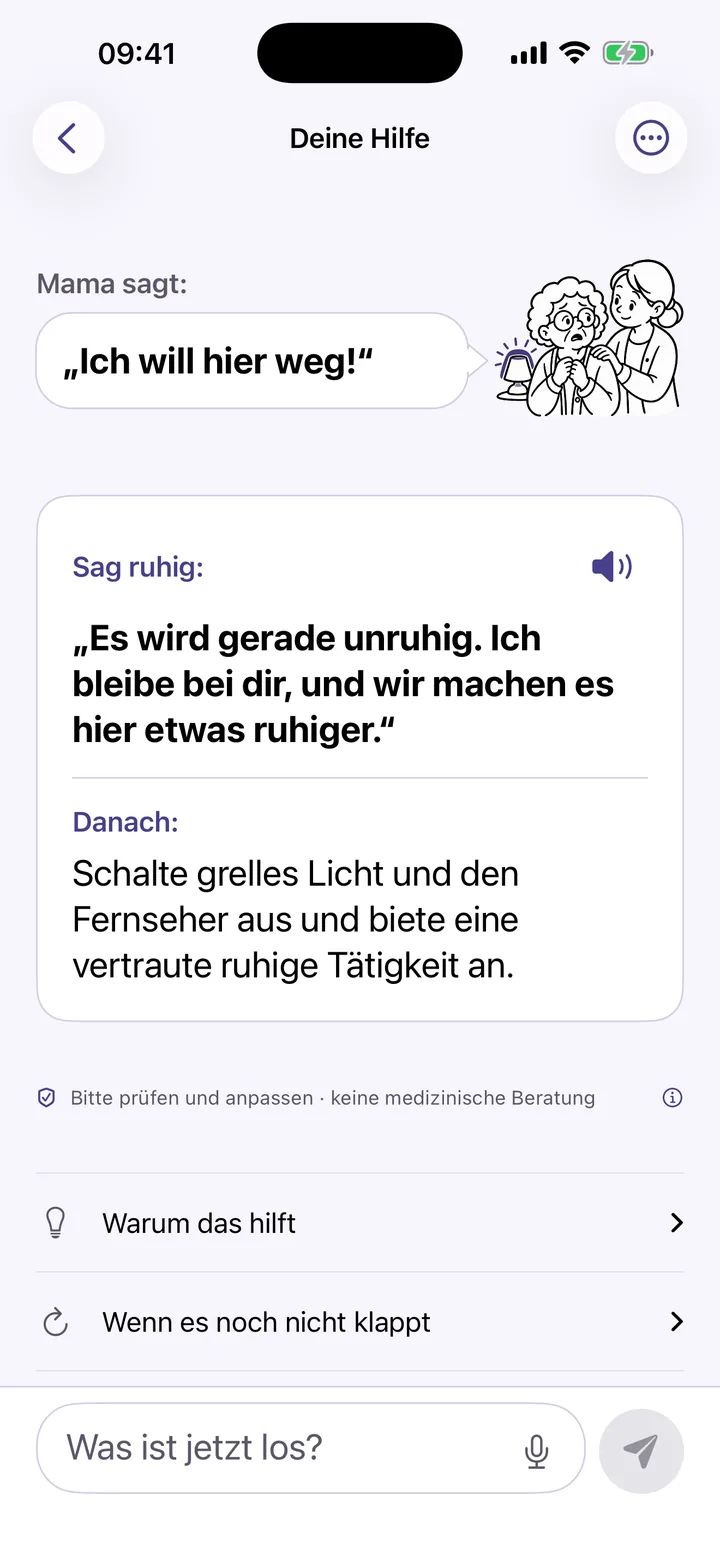 09:41
Deine Hilfe
Mama sagt:
„Ich will hier weg!“
Sag ruhig:
„Es wird gerade unruhig. Ich
bleibe bei dir, und wir machen es
hier etwas ruhiger.“
Danach:
Schalte grelles Licht und den
Fernseher aus und biete eine
vertraute ruhige Tätigkeit an.
Bitte prüfen und anpassen · keine medizinische Beratung
Warum das hilft
Wenn es noch nicht klappt
Was ist jetzt los?